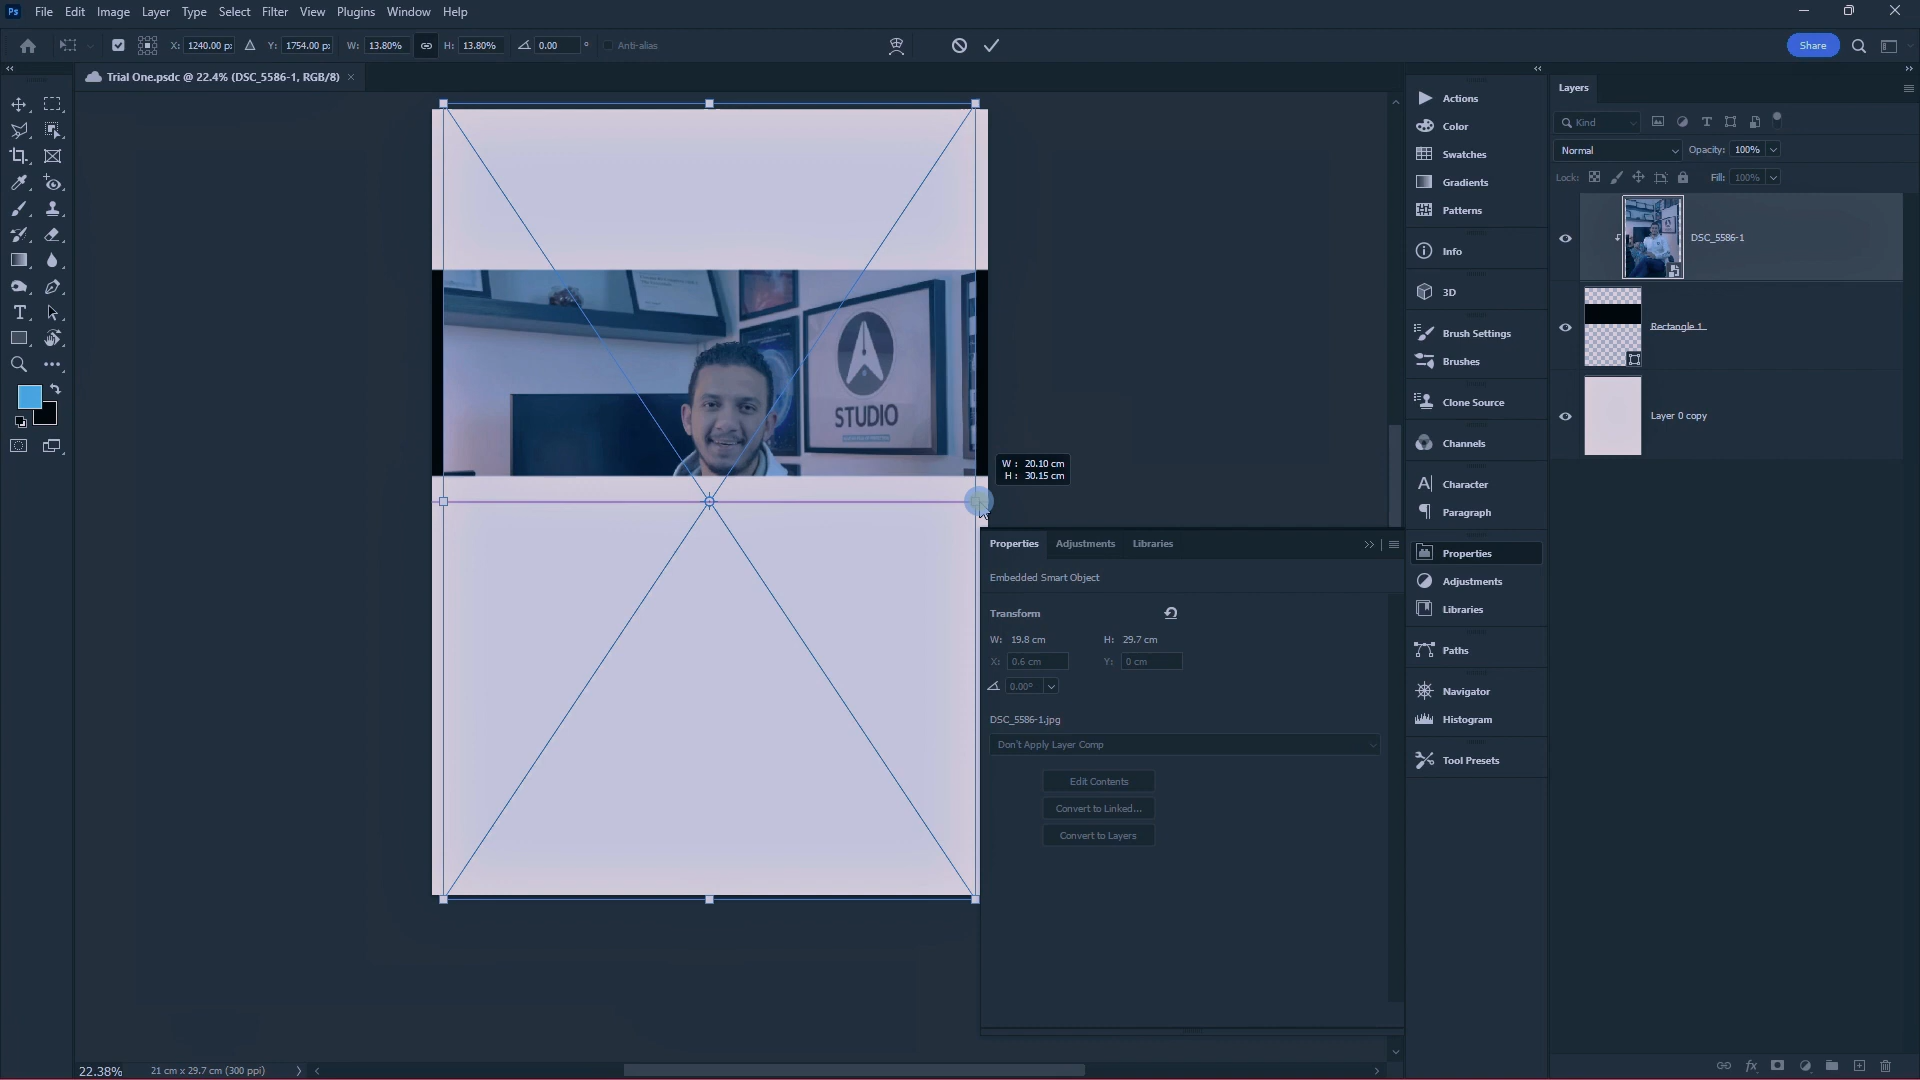 Ps File Edit Image Layer Type Select Filter View Plugins Window Help
X: 1240.00 p: Y: 1754.00 p: W: 13.80% H: 13.80% 0.00 ° Anti-alias Share
Trial One.psdc @ 22.4% (DSC_5586-1, RGB/8) ×
STUDIO
W : 20.10 cm
H : 30.15 cm
Properties Adjustments Libraries
Embedded Smart Object
Transform
W: 19.8 cm H: 29.7 cm
X: 0.6 cm Y: 0 cm
0.00°
DSC_5586-1.jpg
Don't Apply Layer Comp
Edit Contents
Convert to Linked...
Convert to Layers
Actions
Color
Swatches
Gradients
Patterns
Info
3D
Brush Settings
Brushes
Clone Source
Channels
Character
Paragraph
Properties
Adjustments
Libraries
Paths
Navigator
Histogram
Tool Presets
Layers
Kind
Normal Opacity: 100%
Lock: Fill: 100%
DSC_5586-1
Rectangle 1
Layer 0 copy
22.38% 21 cm x 29.7 cm (300 ppi)